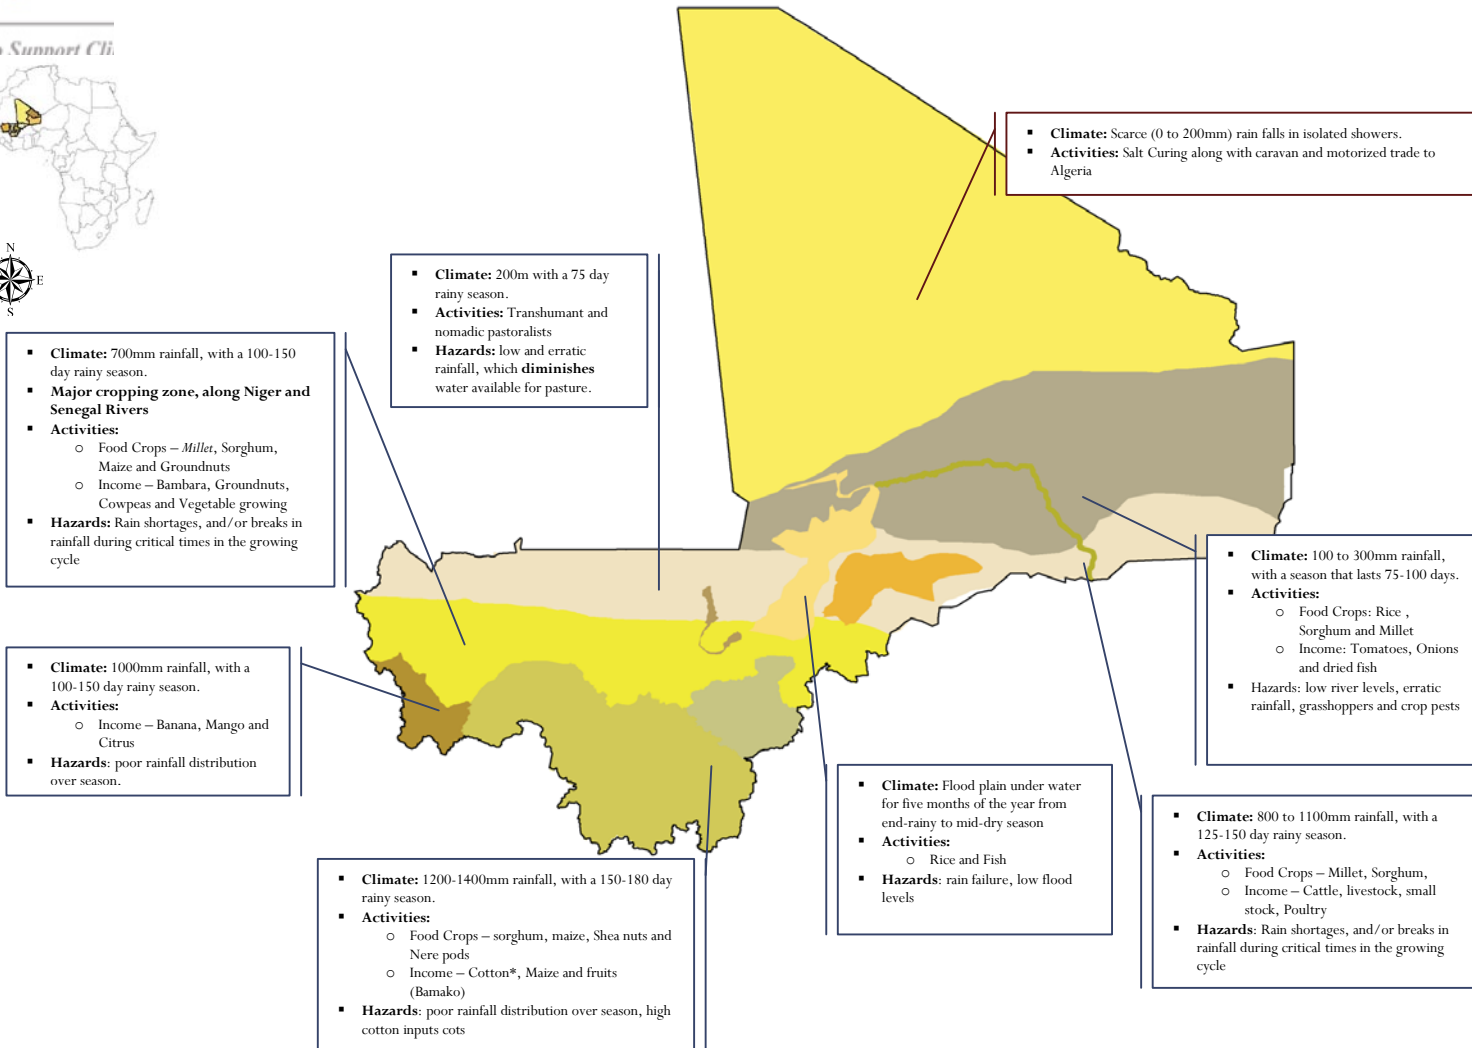 Support Cli
N
E
S
▪ Climate: Scarce (0 to 200mm) rain falls in isolated showers.
▪ Activities: Salt Curing along with caravan and motorized trade to
Algeria
▪ Climate: 200m with a 75 day
rainy season.
▪ Activities: Transhumant and
nomadic pastoralists
▪ Hazards: low and erratic
rainfall, which diminishes
water available for pasture.
▪ Climate: 700mm rainfall, with a 100-150
day rainy season.
▪ Major cropping zone, along Niger and
Senegal Rivers
▪ Activities:
o Food Crops – Millet, Sorghum,
Maize and Groundnuts
o Income – Bambara, Groundnuts,
Cowpeas and Vegetable growing
▪ Hazards: Rain shortages, and/or breaks in
rainfall during critical times in the growing
cycle
▪ Climate: 1000mm rainfall, with a
100-150 day rainy season.
▪ Activities:
o Income – Banana, Mango and
Citrus
▪ Hazards: poor rainfall distribution
over season.
▪ Climate: 1200-1400mm rainfall, with a 150-180 day
rainy season.
▪ Activities:
o Food Crops – sorghum, maize, Shea nuts and
Nere pods
o Income – Cotton*, Maize and fruits
(Bamako)
▪ Hazards: poor rainfall distribution over season, high
cotton inputs cots
▪ Climate: Flood plain under water
for five months of the year from
end-rainy to mid-dry season
▪ Activities:
o Rice and Fish
▪ Hazards: rain failure, low flood
levels
▪ Climate: 100 to 300mm rainfall,
with a season that lasts 75-100 days.
▪ Activities:
o Food Crops: Rice ,
Sorghum and Millet
o Income: Tomatoes, Onions
and dried fish
▪ Hazards: low river levels, erratic
rainfall, grasshoppers and crop pests
▪ Climate: 800 to 1100mm rainfall, with a
125-150 day rainy season.
▪ Activities:
o Food Crops – Millet, Sorghum,
o Income – Cattle, livestock, small
stock, Poultry
▪ Hazards: Rain shortages, and/or breaks in
rainfall during critical times in the growing
cycle